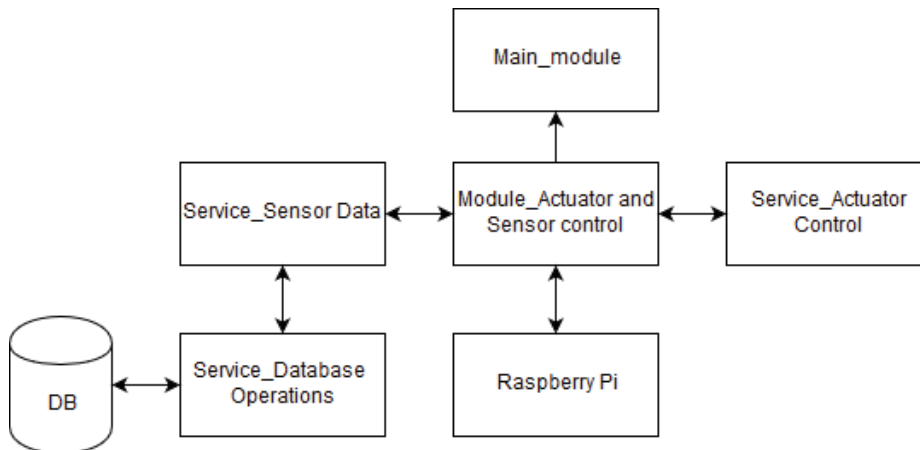 Main_module
Service_Sensor Data
Module_Actuator and
Sensor control
Service_Actuator
Control
DB
Service_Database
Operations
Raspberry Pi